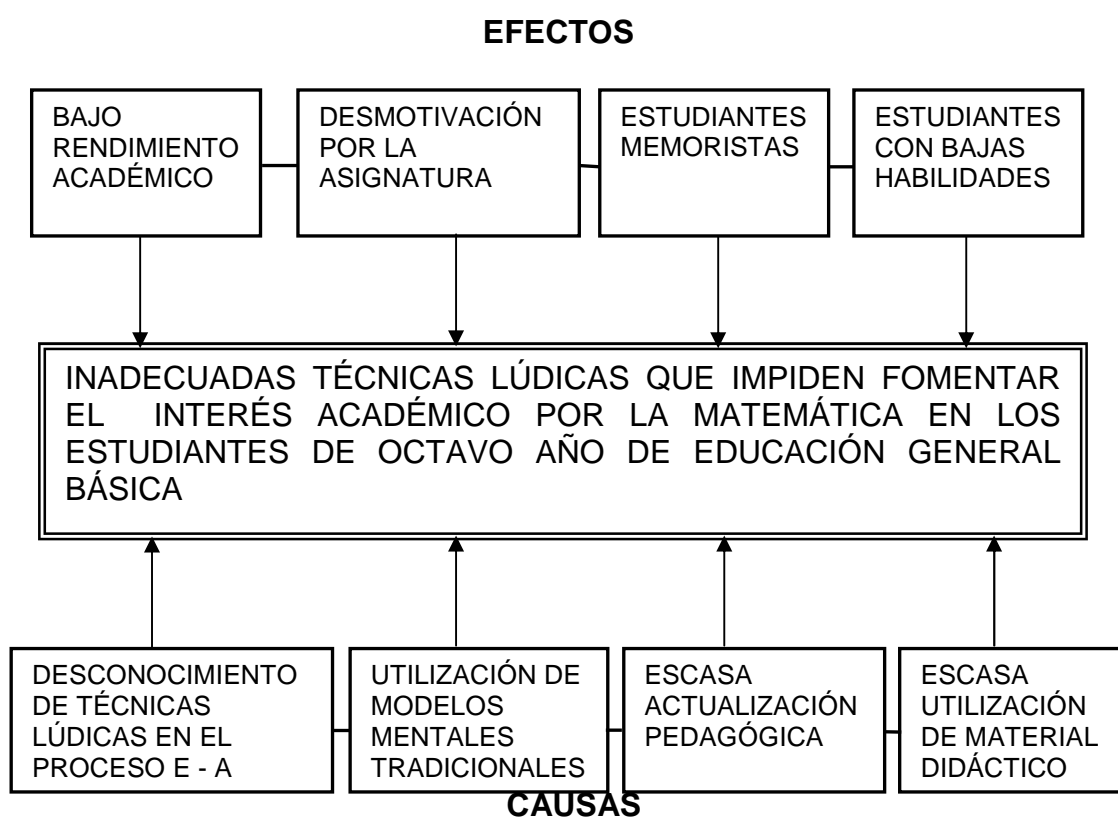 EFECTOS
BAJO
RENDIMIENTO
ACADÉMICO
DESMOTIVACIÓN
POR LA
ASIGNATURA
ESTUDIANTES
MEMORISTAS
ESTUDIANTES
CON BAJAS
HABILIDADES
INADECUADAS TÉCNICAS LÚDICAS QUE IMPIDEN FOMENTAR
EL INTERÉS ACADÉMICO POR LA MATEMÁTICA EN LOS
ESTUDIANTES DE OCTAVO AÑO DE EDUCACIÓN GENERAL
BÁSICA
DESCONOCIMIENTO
DE TÉCNICAS
LÚDICAS EN EL
PROCESO E - A
UTILIZACIÓN DE
MODELOS
MENTALES
TRADICIONALES
ESCASA
ACTUALIZACIÓN
PEDAGÓGICA
ESCASA
UTILIZACIÓN
DE MATERIAL
DIDÁCTICO
CAUSAS